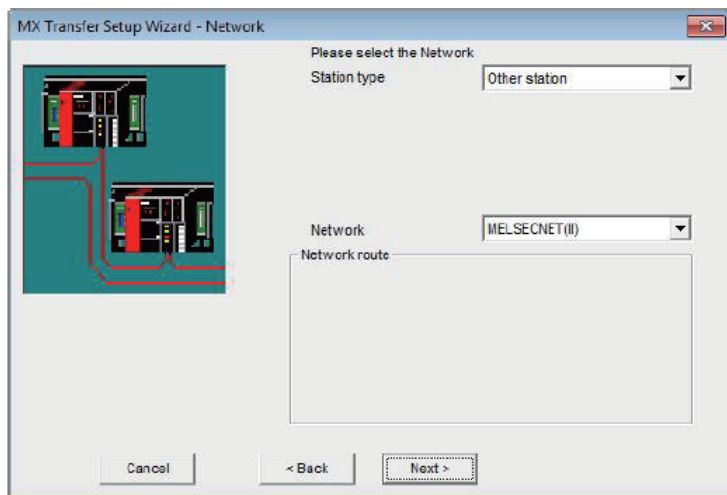 MX Transfer Setup Wizard - Network
Please select the Network
Station type
Other station
Network
MELSECNET(II)
Network route
Cancel
< Back
Next >